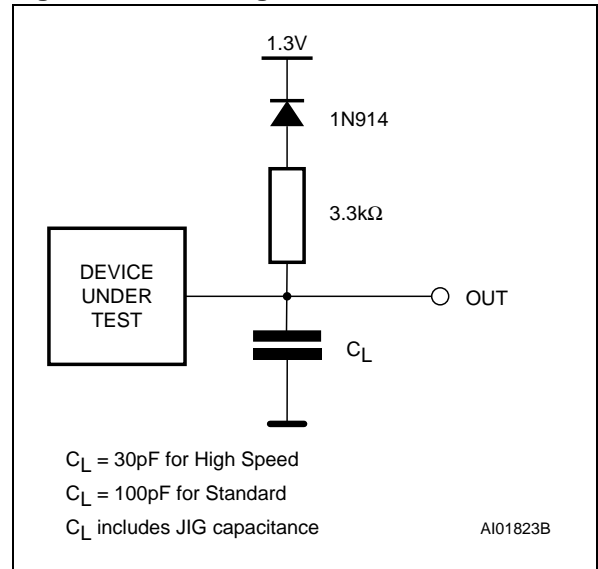 1.3V
1N914
3.3kΩ
DEVICE
UNDER
TEST
OUT
CL
CL = 30pF for High Speed
CL = 100pF for Standard
CL includes JIG capacitance
AI01823B